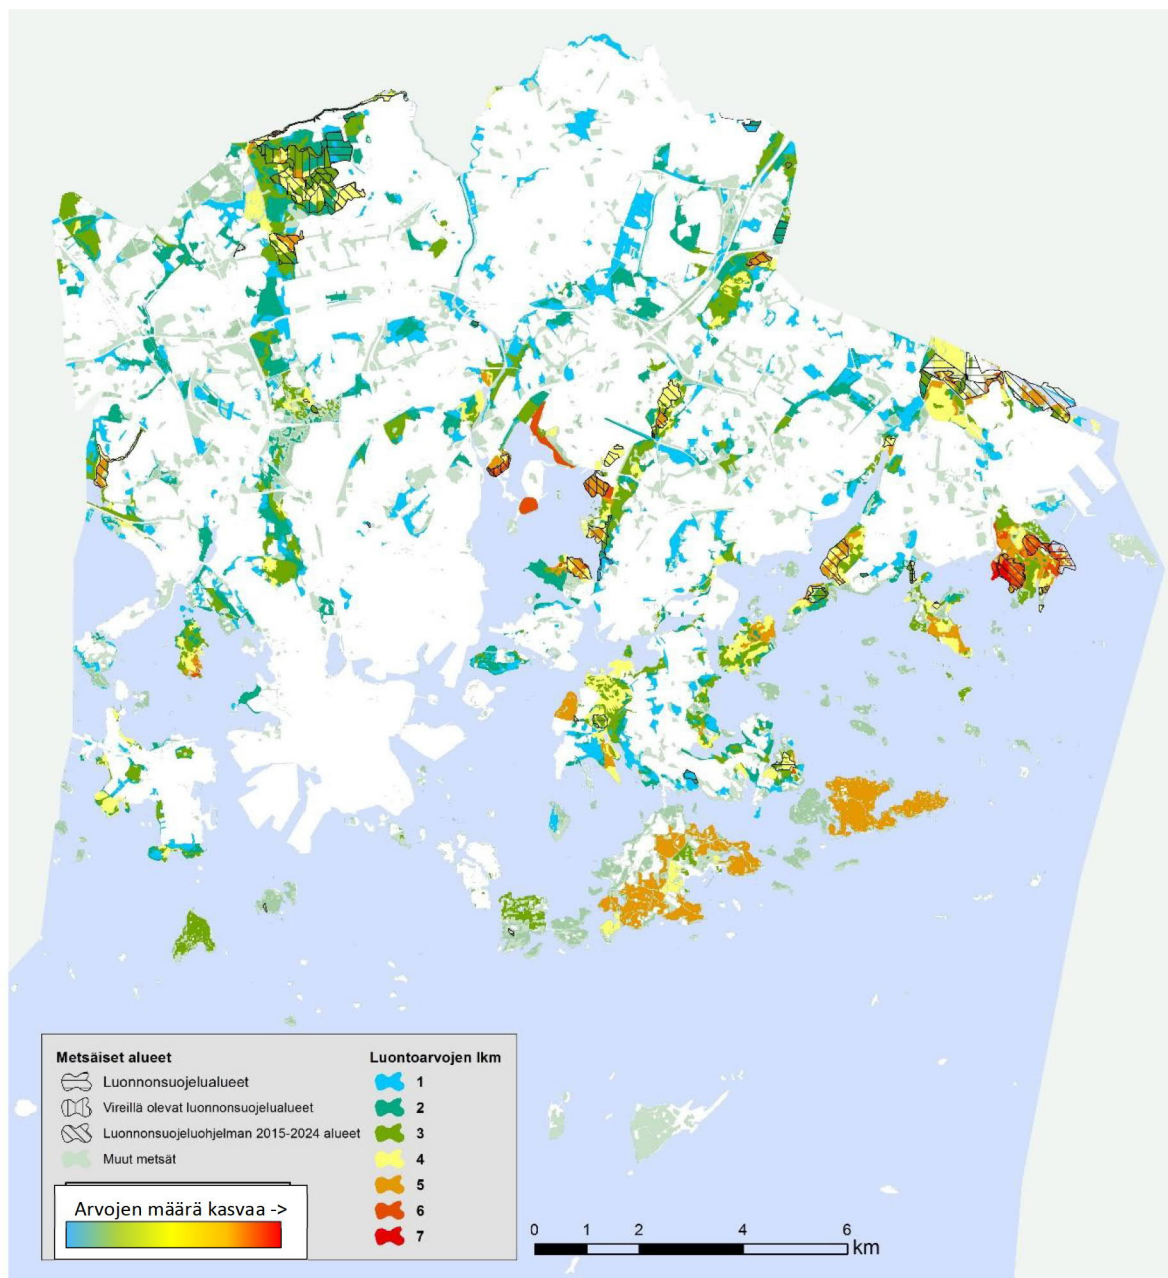 Metsäiset alueet
Luonnonsuojelualueet
Vireillä olevat luonnonsuojelualueet
Luonnonsuojeluohjelman 2015-2024 alueet
Muut metsät
Arvojen määrä kasvaa ->
Luontoarvojen lkm
1
2
3
4
5
6
7
0 1 2 4 6
km